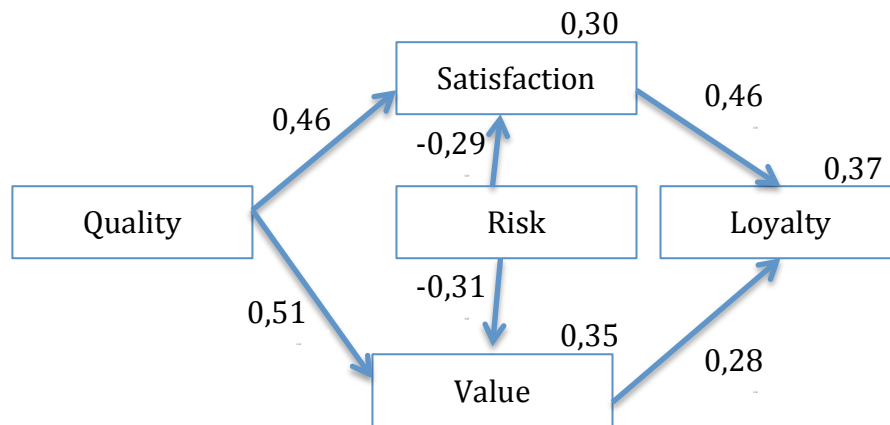 0,30
Satisfaction
0,46
0,46
-0,29
0,37
Quality
Risk
Loyalty
-0,31
0,51
0,35
0,28
Value